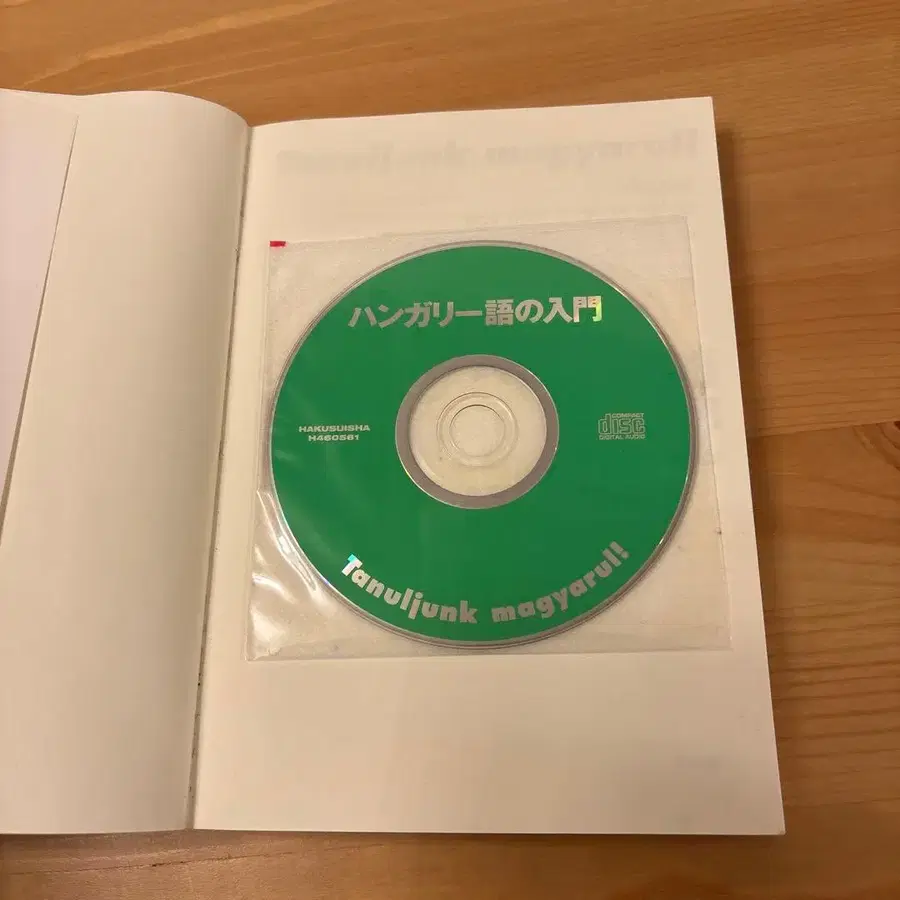 ハンガリー語の入門
HAKUSUISHA
H460561
COMPACT
disc
DIGITAL AUDIO
Tanuljunk magyarul!